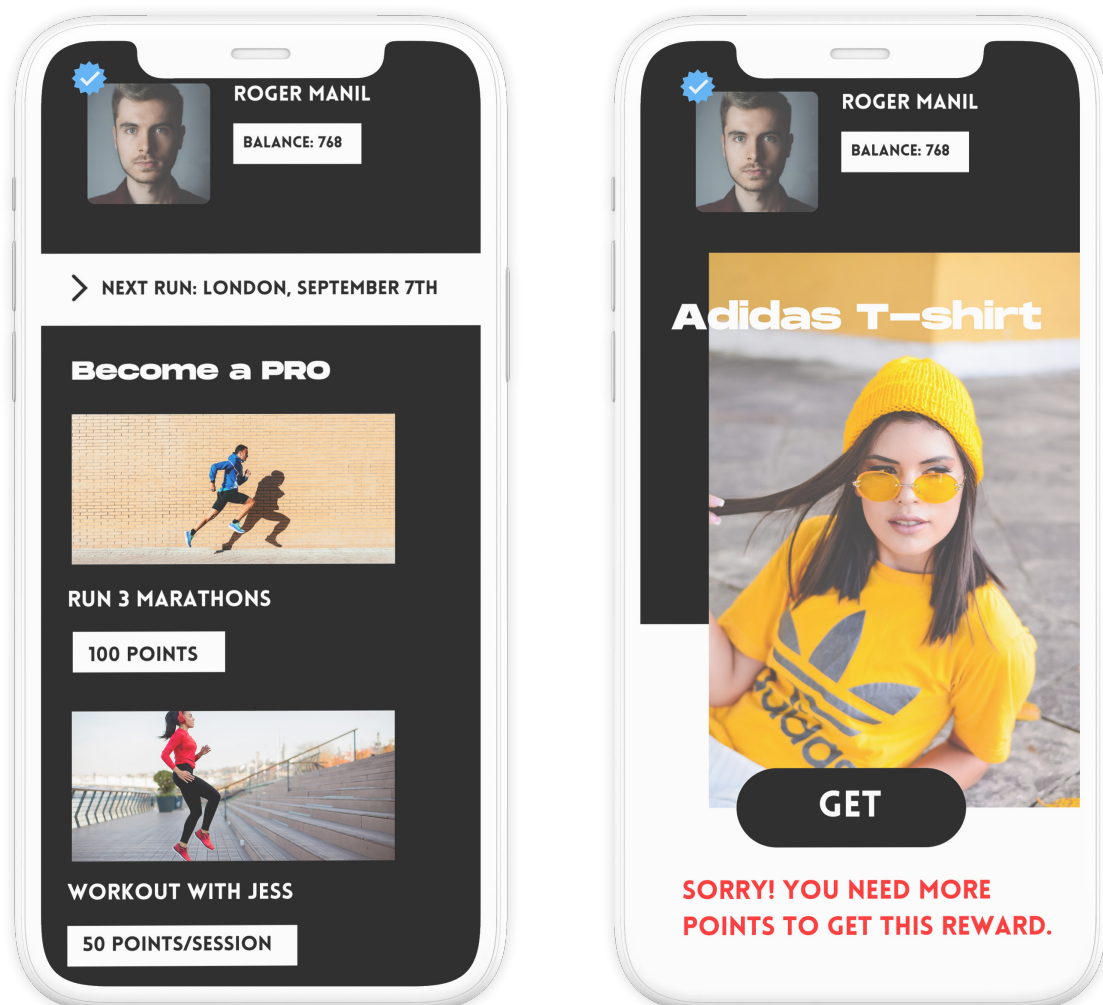 ROGER MANIL
BALANCE: 768
NEXT RUN: LONDON, SEPTEMBER 7TH
Become a PRO
RUN 3 MARATHONS
100 POINTS
WORKOUT WITH JESS
50 POINTS/SESSION
ROGER MANIL
BALANCE: 768
Adidas T-shirt
adidas
GET
SORRY! YOU NEED MORE
POINTS TO GET THIS REWARD.